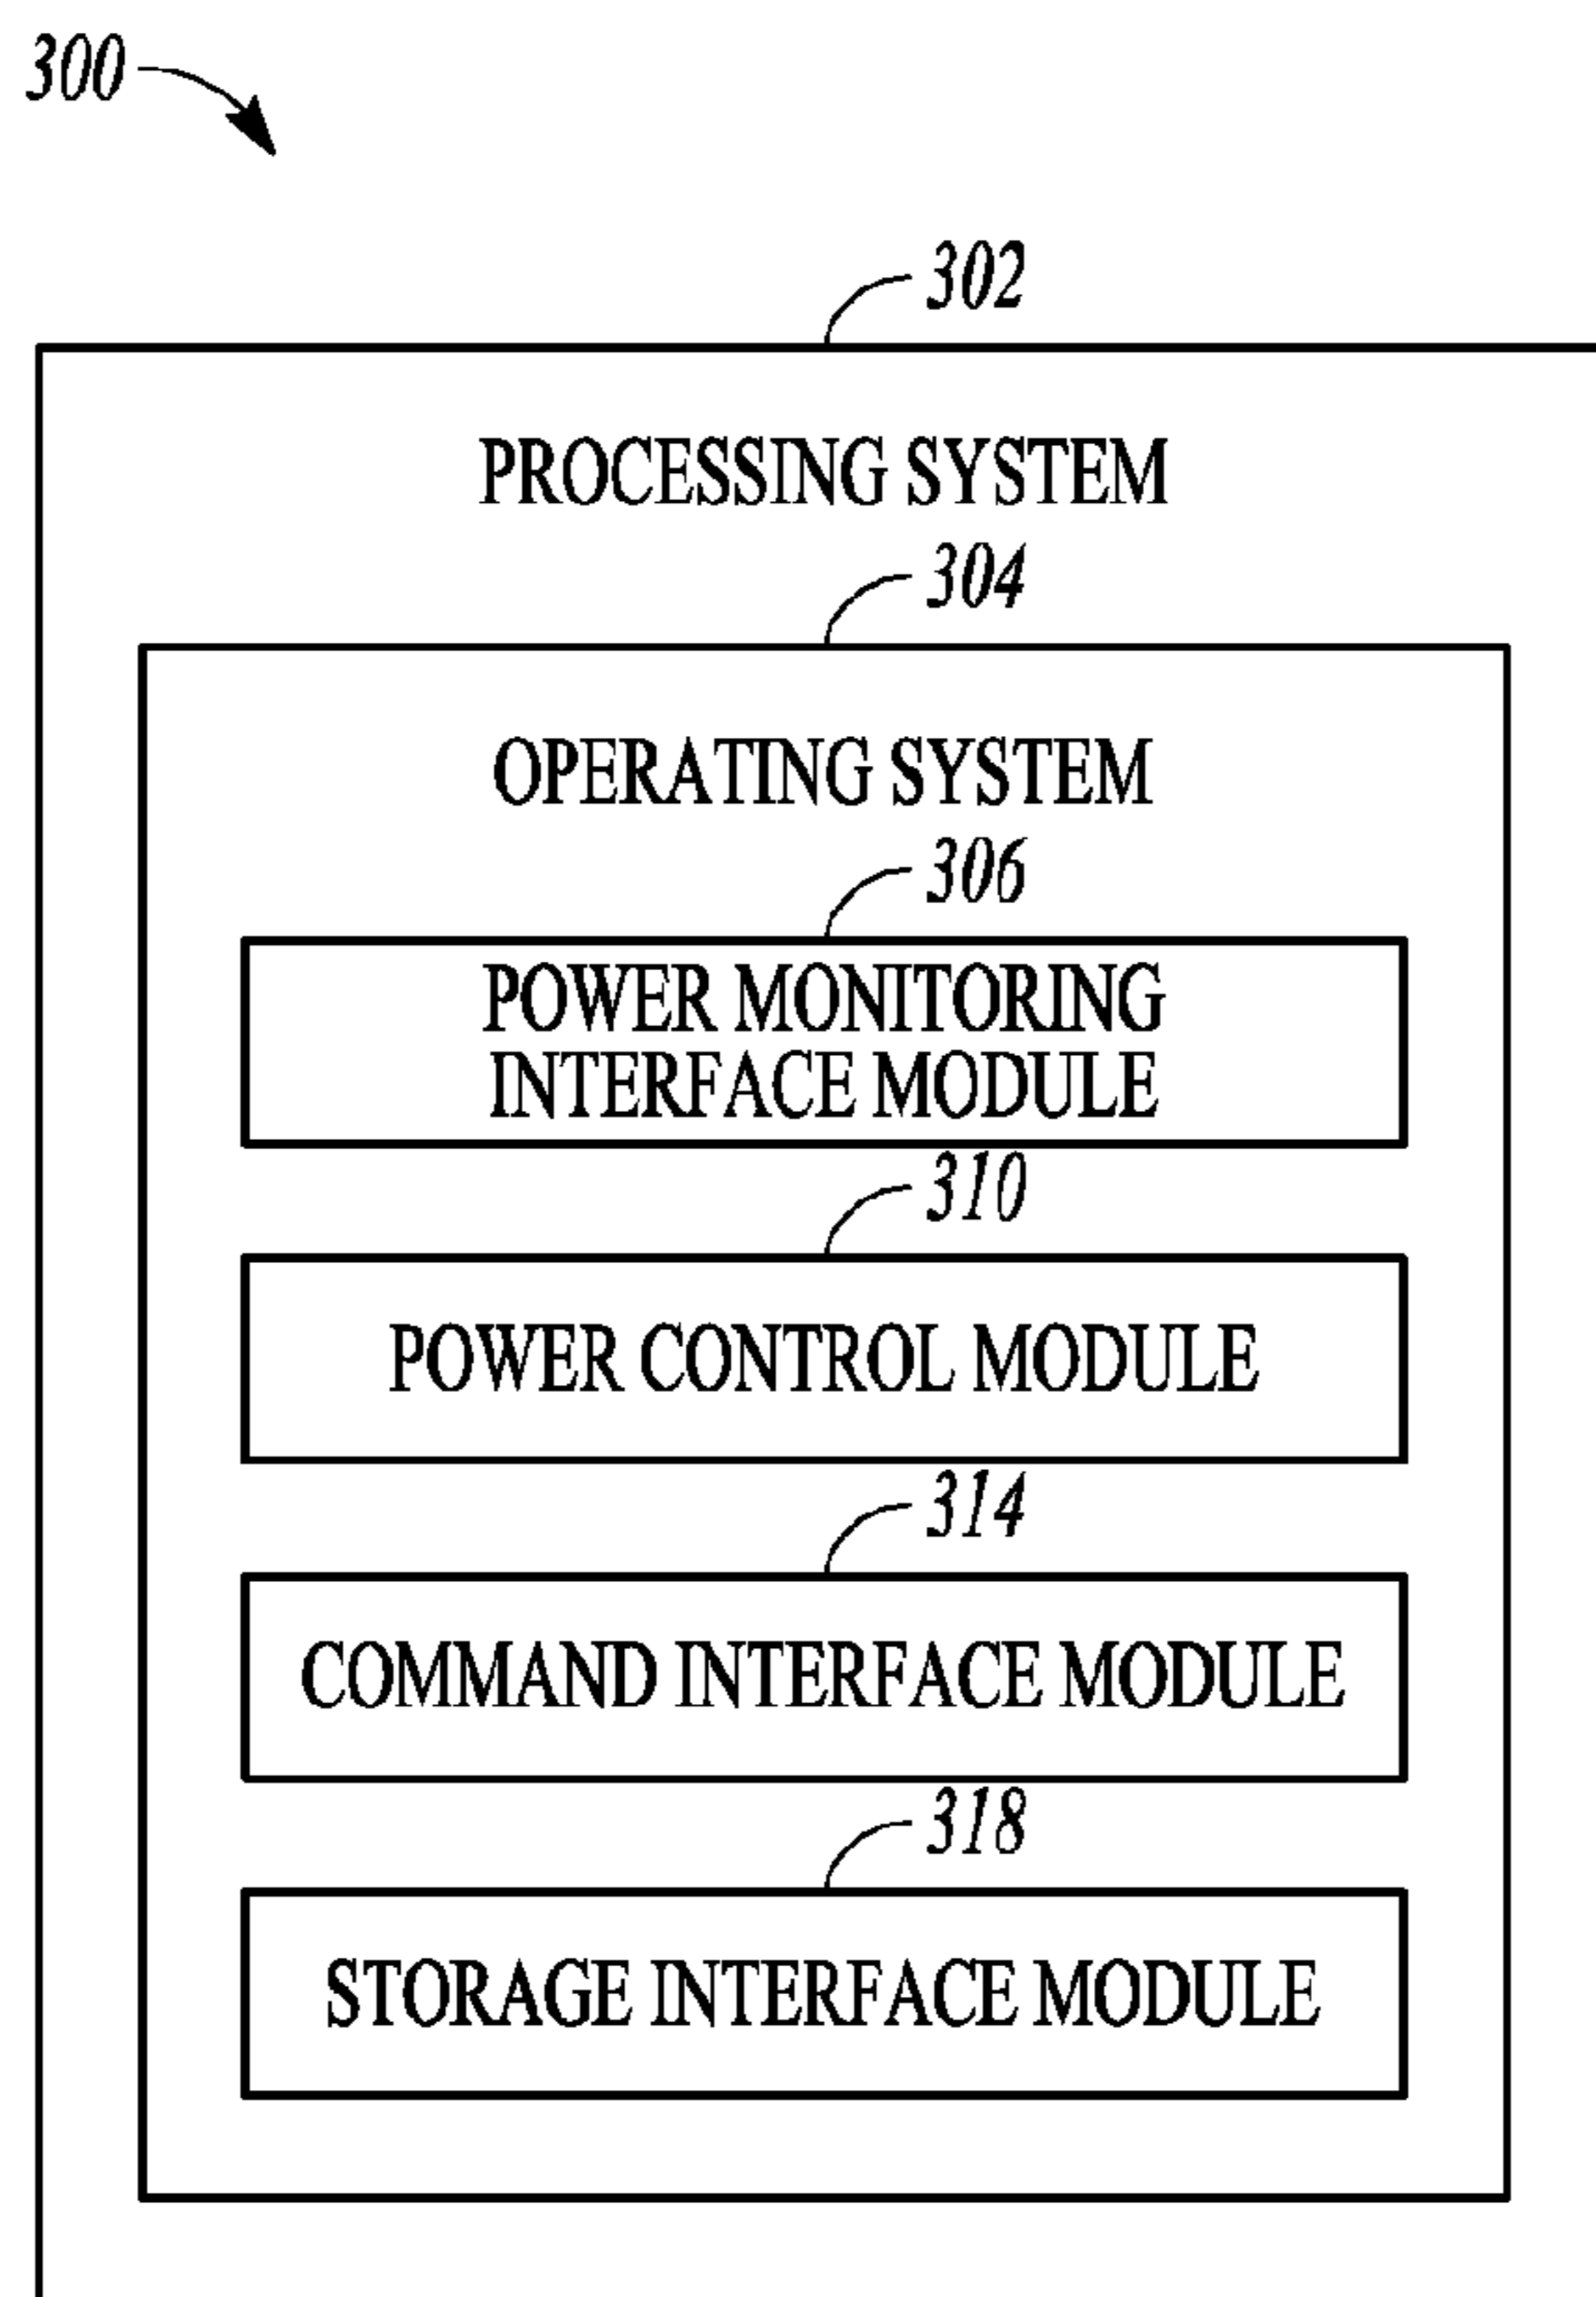 300
302
PROCESSING SYSTEM
304
OPERATING SYSTEM
306
POWER MONITORING
INTERFACE MODULE
310
POWER CONTROL MODULE
314
COMMAND INTERFACE MODULE
318
STORAGE INTERFACE MODULE